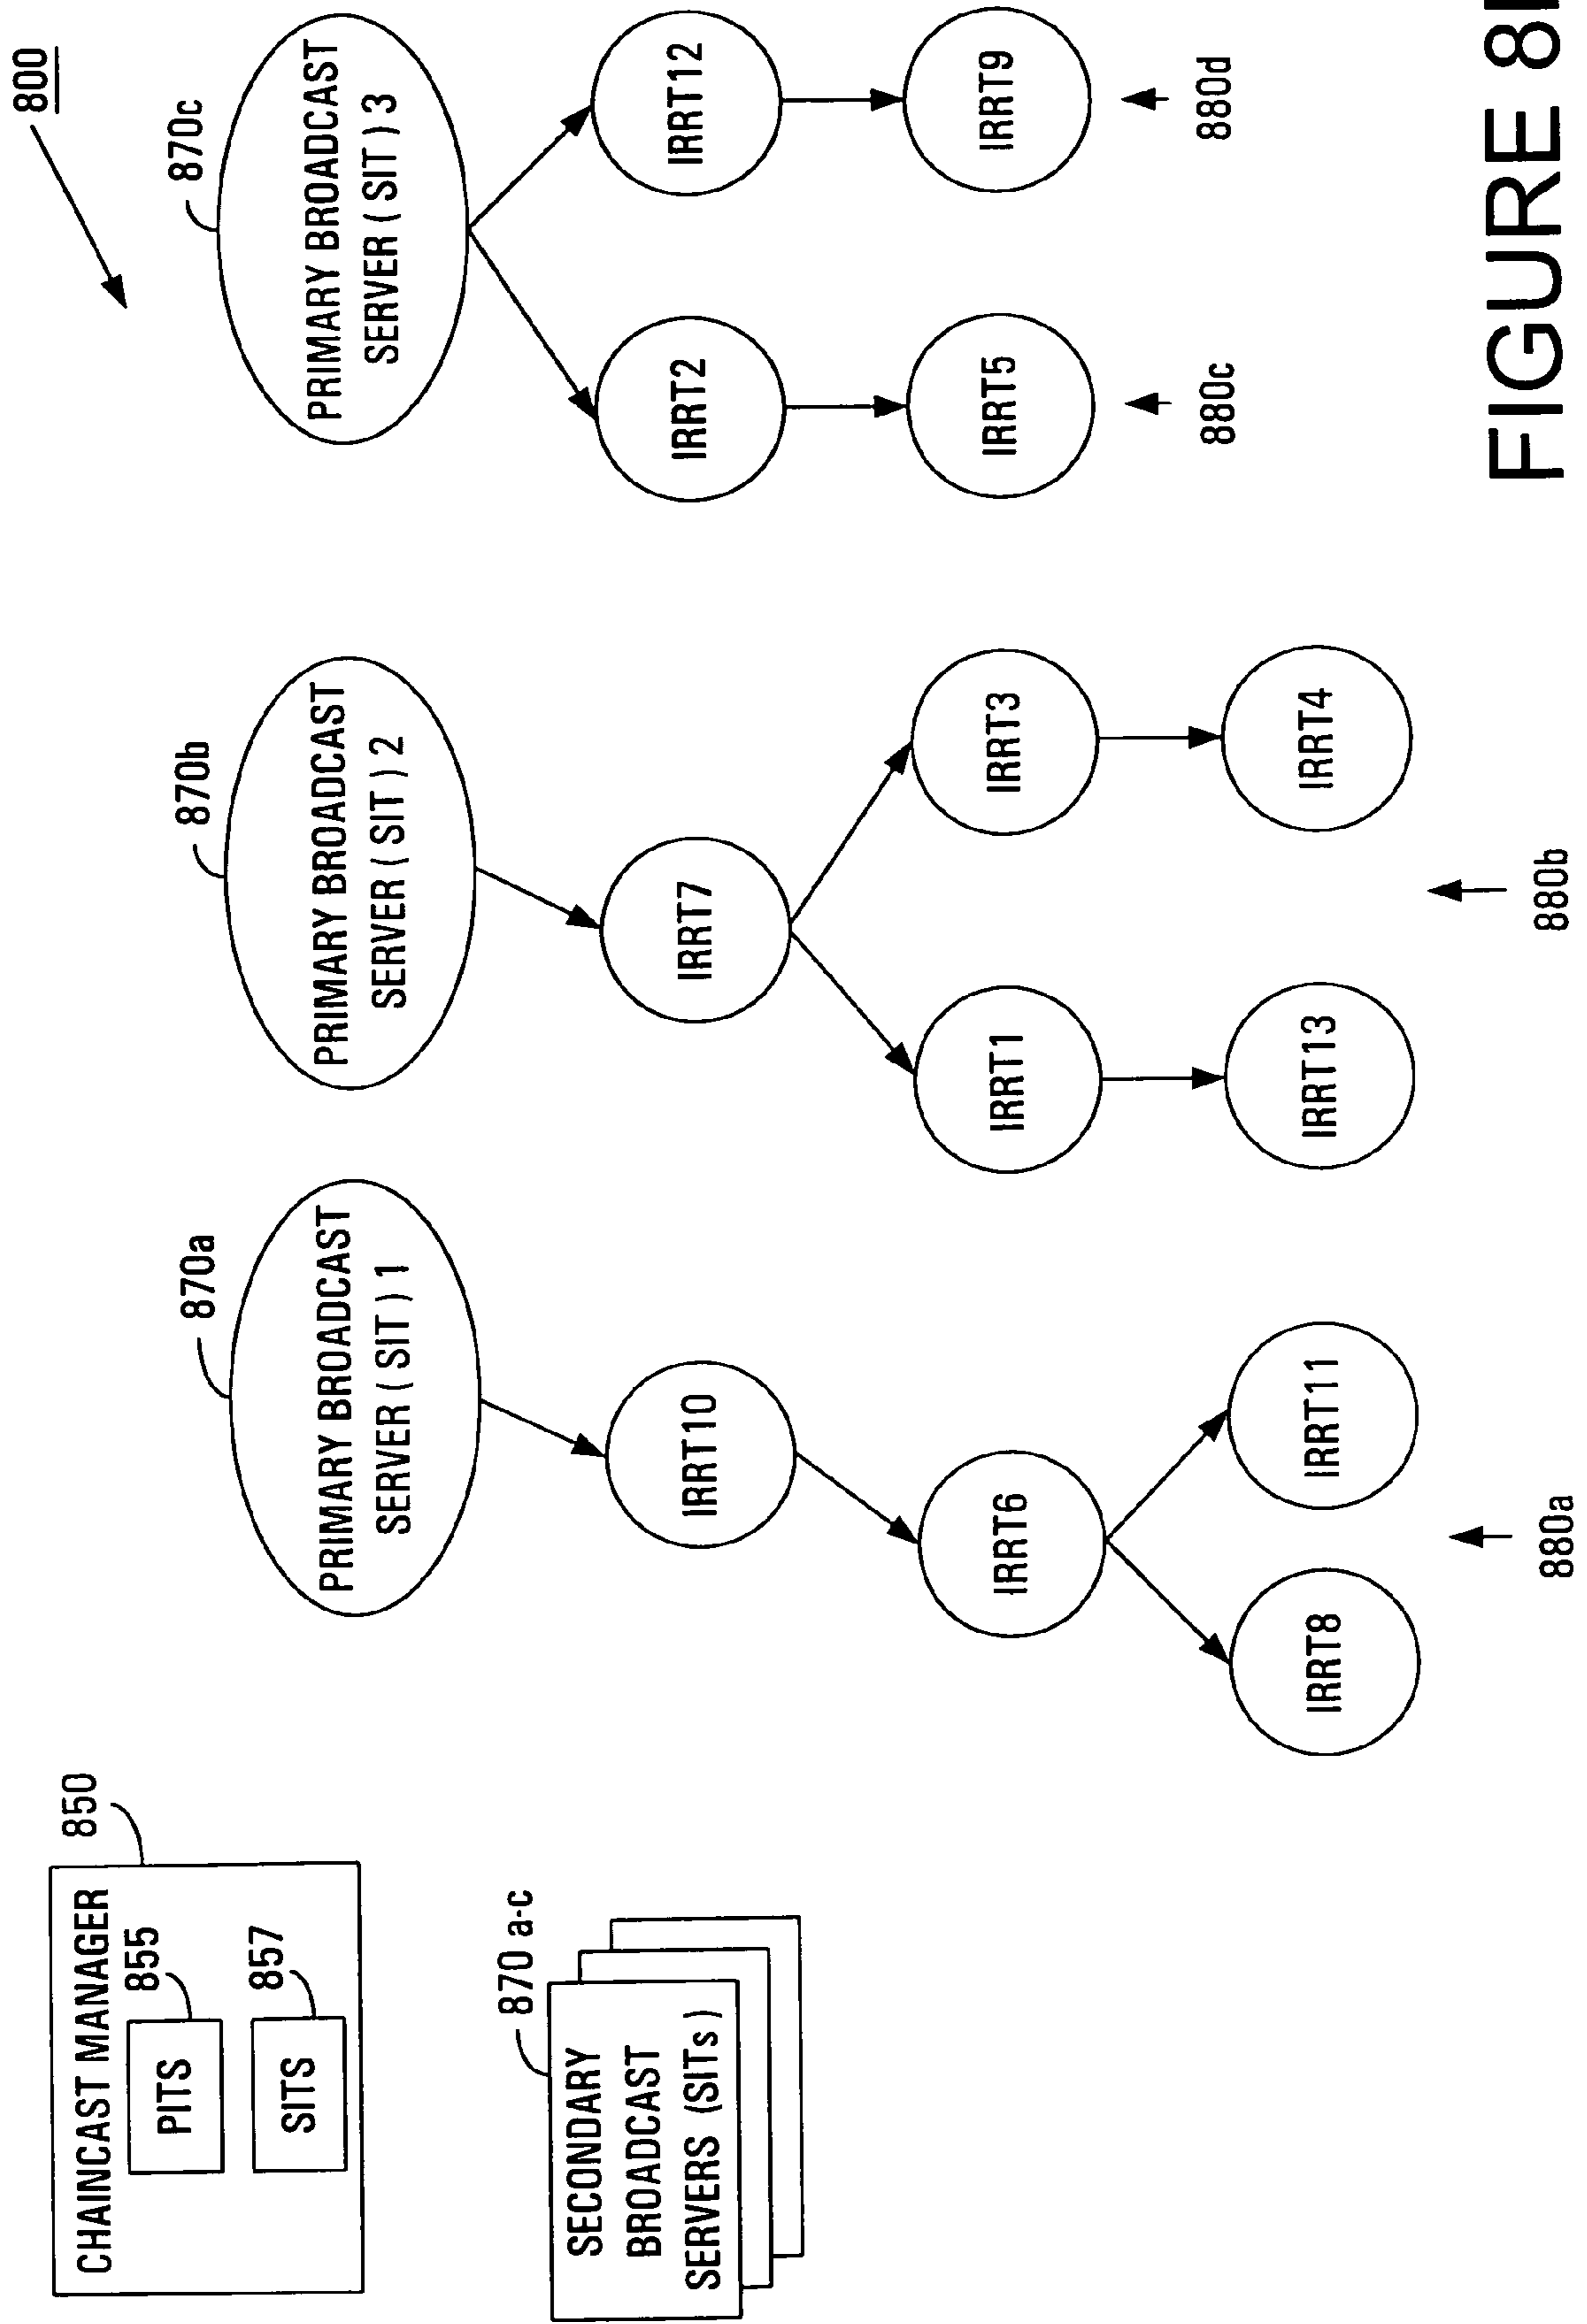 800
CHAINCAST MANAGER
850
PITS
855
SITS
857
SECONDARY
BROADCAST
SERVERS (SITs)
870 a-c
870a
PRIMARY BROADCAST
SERVER (SIT) 1
IRRT10
IRRT6
IRRT8
IRRT11
880a
870b
PRIMARY BROADCAST
SERVER (SIT) 2
IRRT7
IRRT1
IRRT3
IRRT13
IRRT4
880b
870c
PRIMARY BROADCAST
SERVER (SIT) 3
IRRT2
IRRT12
IRRT5
IRRT9
880c
880d
FIGURE 8